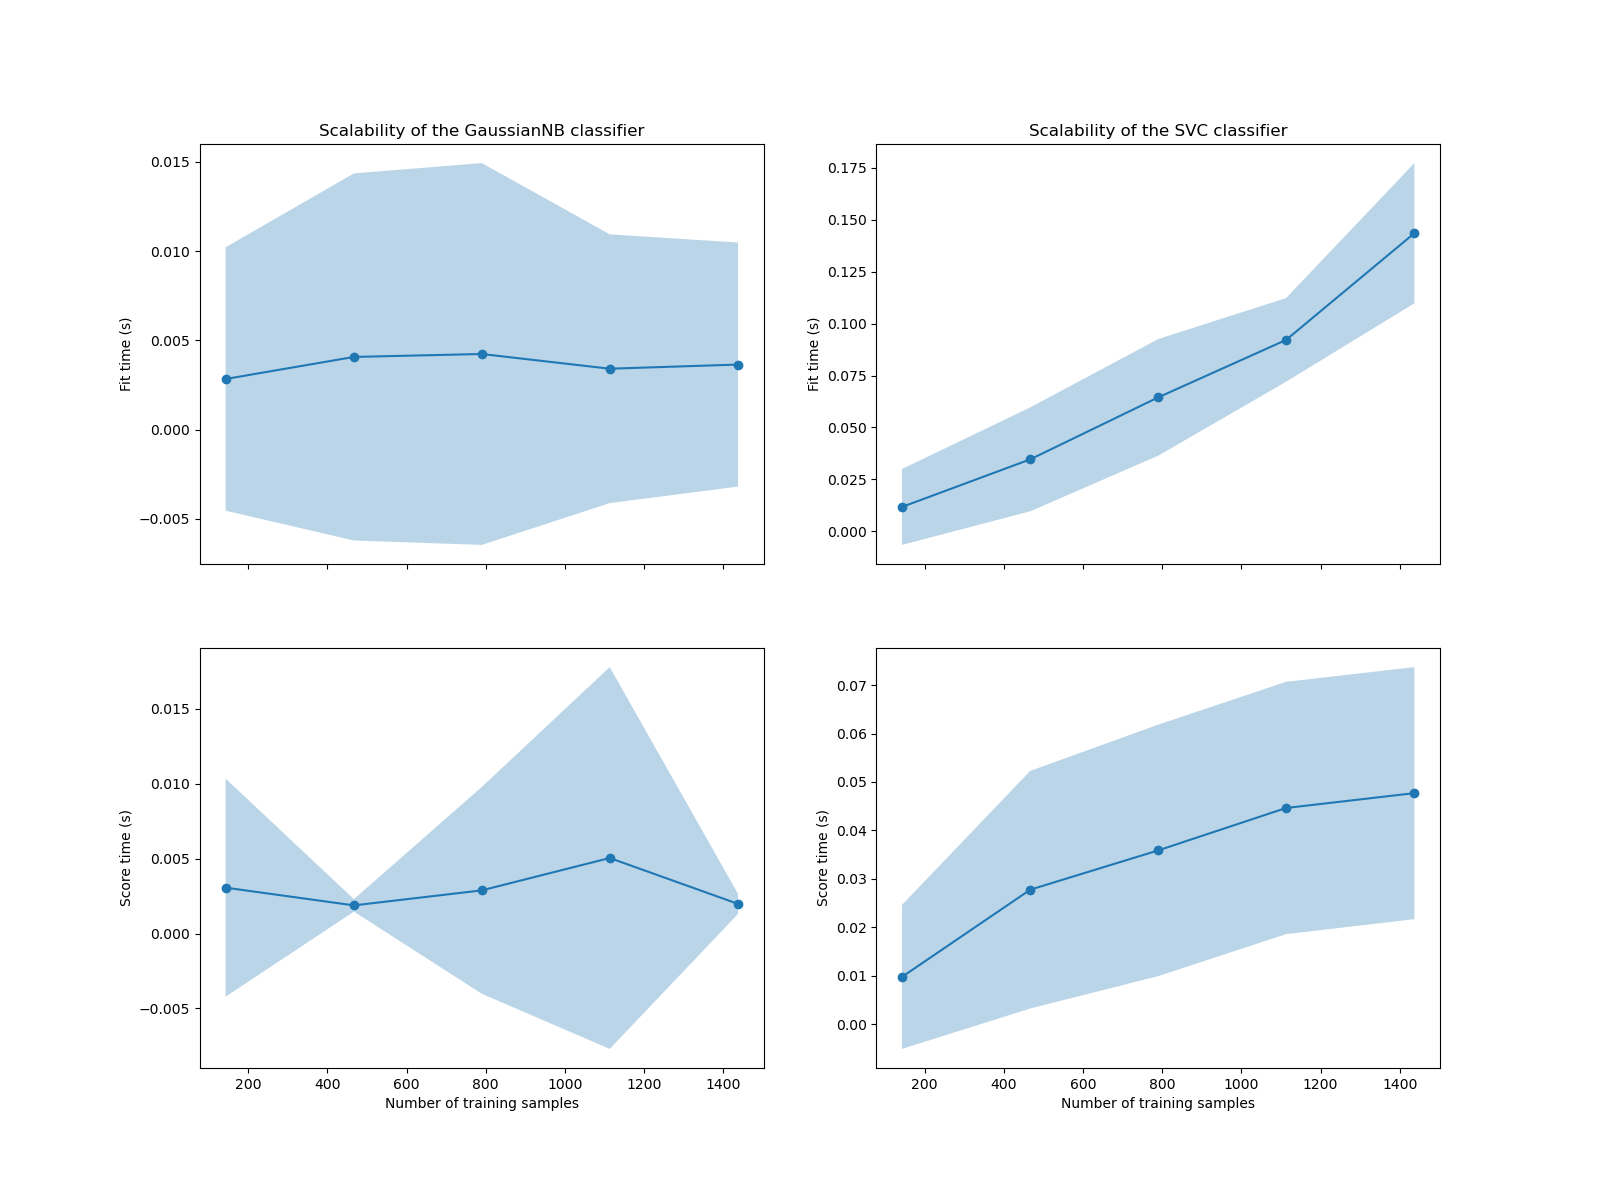 Scalability of the GaussianNB classifier
0.015
0.010
0.005
0.000
−0.005
Fit time (s)
Scalability of the SVC classifier
0.175
0.150
0.125
0.100
0.075
0.050
0.025
0.000
Fit time (s)
0.015
0.010
0.005
0.000
−0.005
Score time (s)
200 400 600 800 1000 1200 1400
Number of training samples
0.07
0.06
0.05
0.04
0.03
0.02
0.01
0.00
Score time (s)
200 400 600 800 1000 1200 1400
Number of training samples